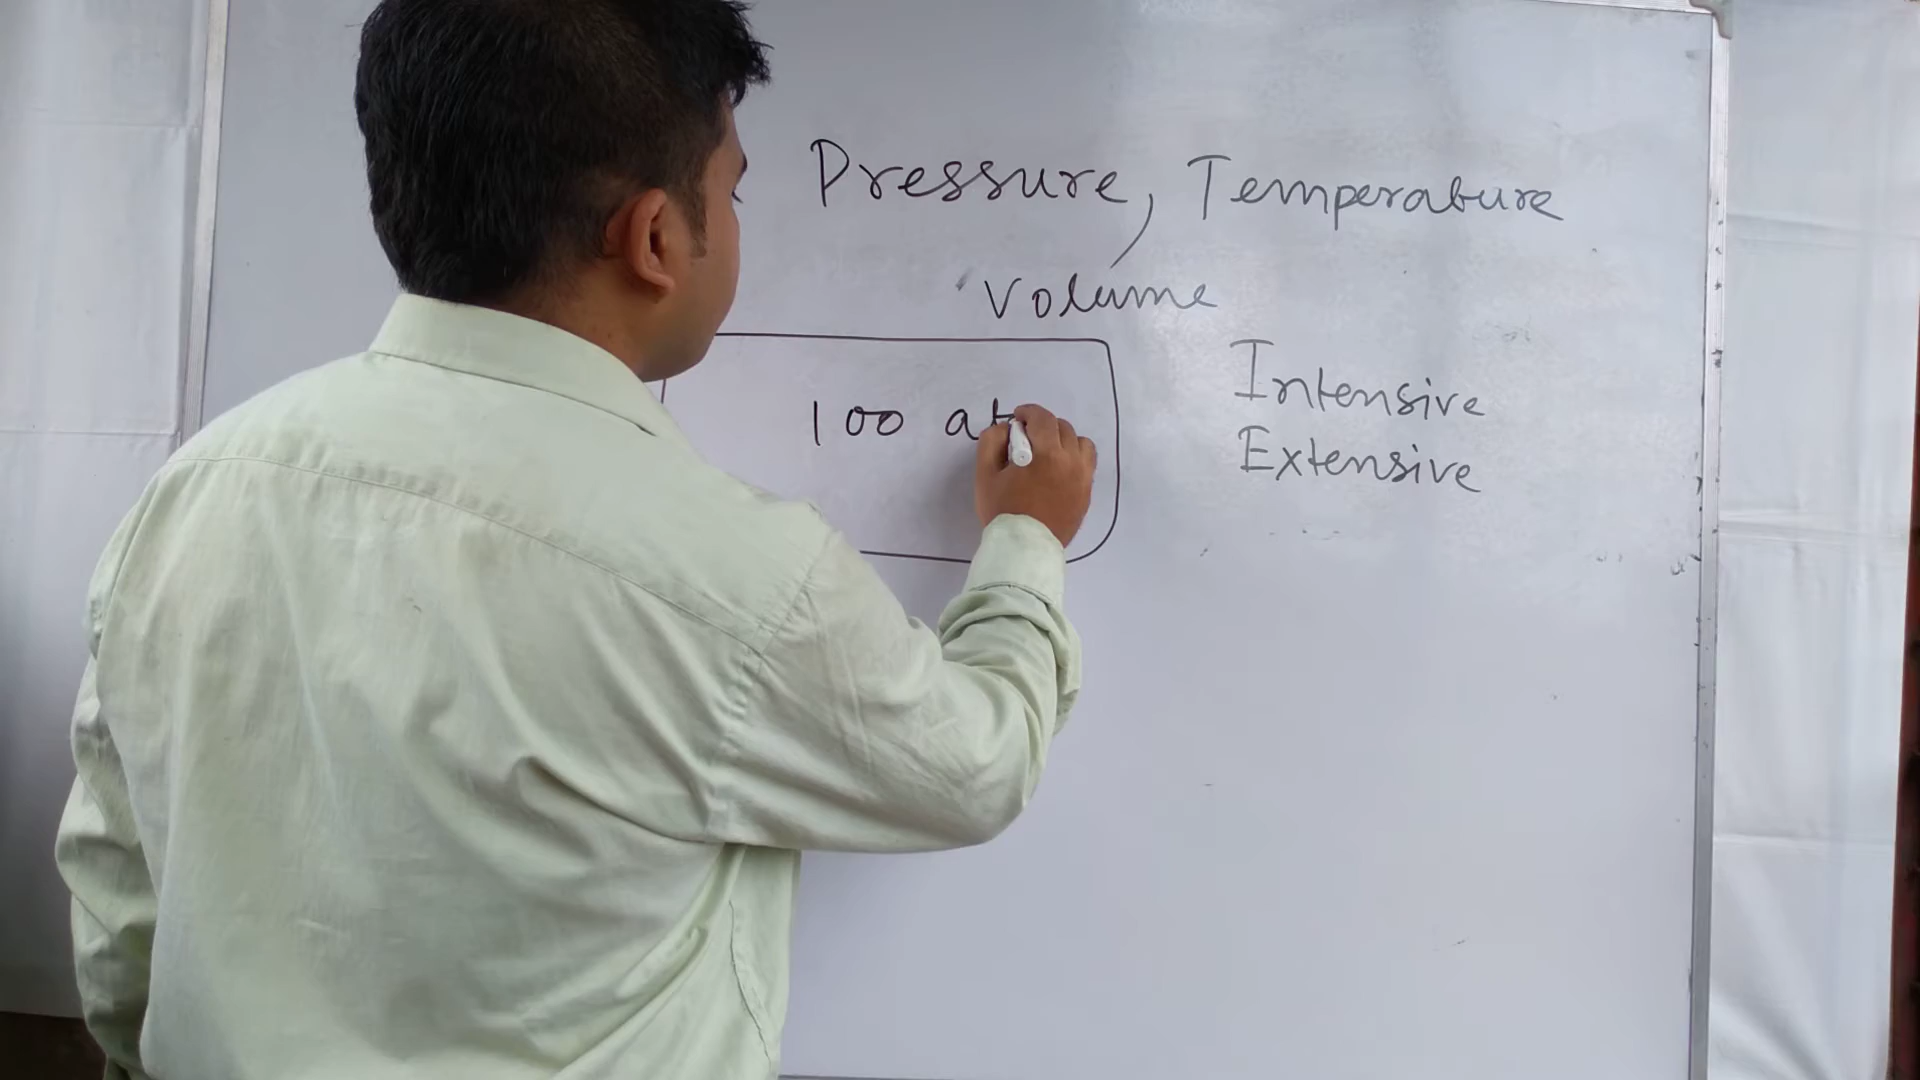 Pressure, Temperature
, Volume
100 at
Intensive
Extensive